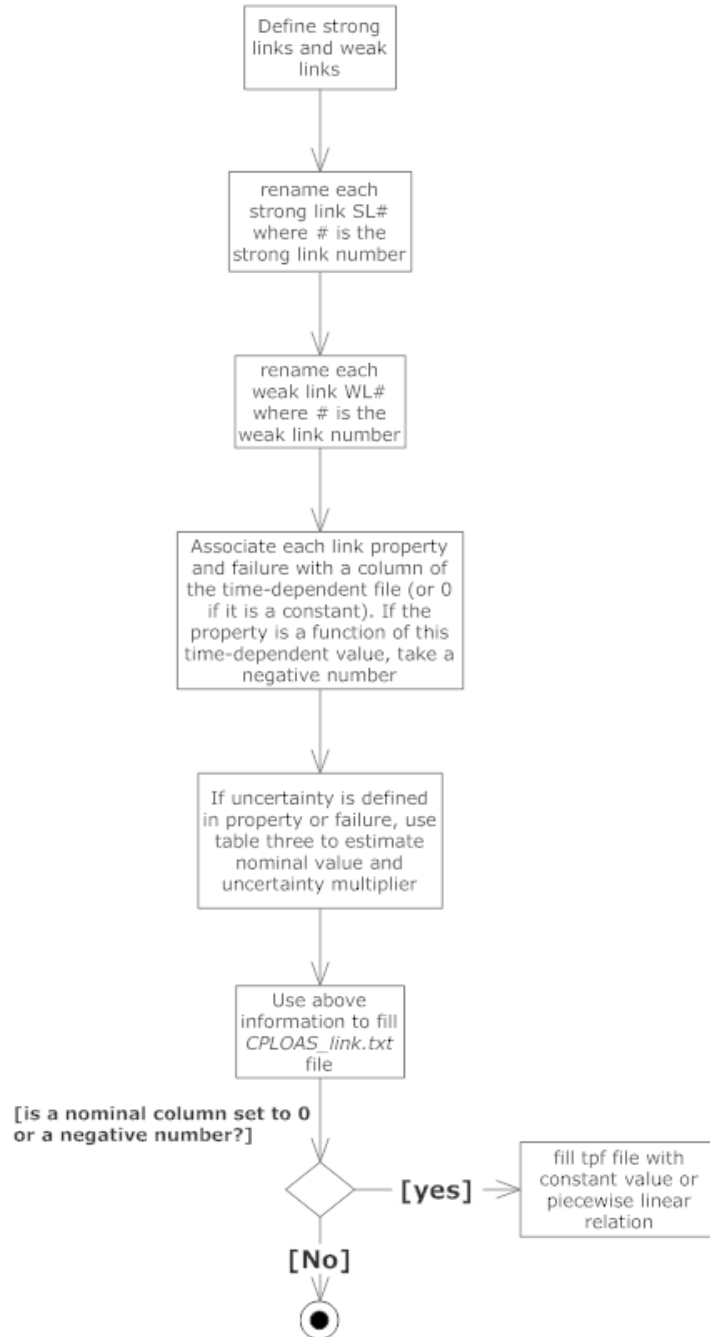 Define strong
links and weak
links
rename each
strong link SL#
where # is the
strong link number
rename each
weak link WL#
where # is the
weak link number
Associate each link property
and failure with a column of
the time-dependent file (or 0
if it is a constant). If the
property is a function of this
time-dependent value, take a
negative number
If uncertainty is defined
in property or failure, use
table three to estimate
nominal value and
uncertainty multiplier
Use above
information to fill
CPLOAS_link.txt
file
[is a nominal column set to 0
or a negative number?]
[yes]
fill tpf file with
constant value or
piecewise linear
relation
[No]